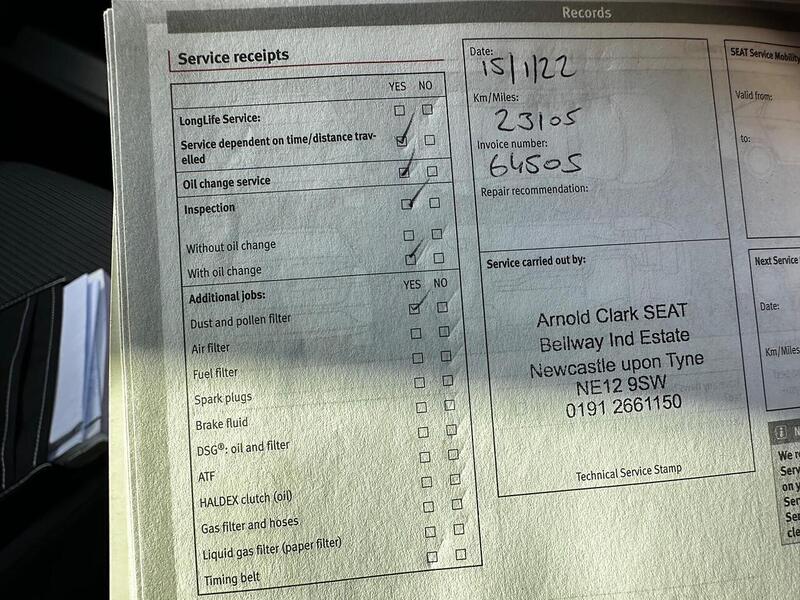 Records
Service receipts
YES NO
LongLife Service:
Service dependent on time/distance trav-
elled
Oil change service
Inspection
Without oil change
With oil change
Additional jobs:
YES NO
Dust and pollen filter
Air filter
Fuel filter
Spark plugs
Brake fluid
DSG®: oil and filter
ATF
HALDEX clutch (oil)
Gas filter and hoses
Liquid gas filter (paper filter)
Timing belt
Date:
15/1/22
Km/Miles:
23105
Invoice number:
64505
Repair recommendation:
Service carried out by:
Arnold Clark SEAT
Bellway Ind Estate
Newcastle upon Tyne
NE12 9SW
0191 2661150
Technical Service Stamp
SEAT Service Mobility
Valid from:
to:
Next Service
Date:
Km/Miles